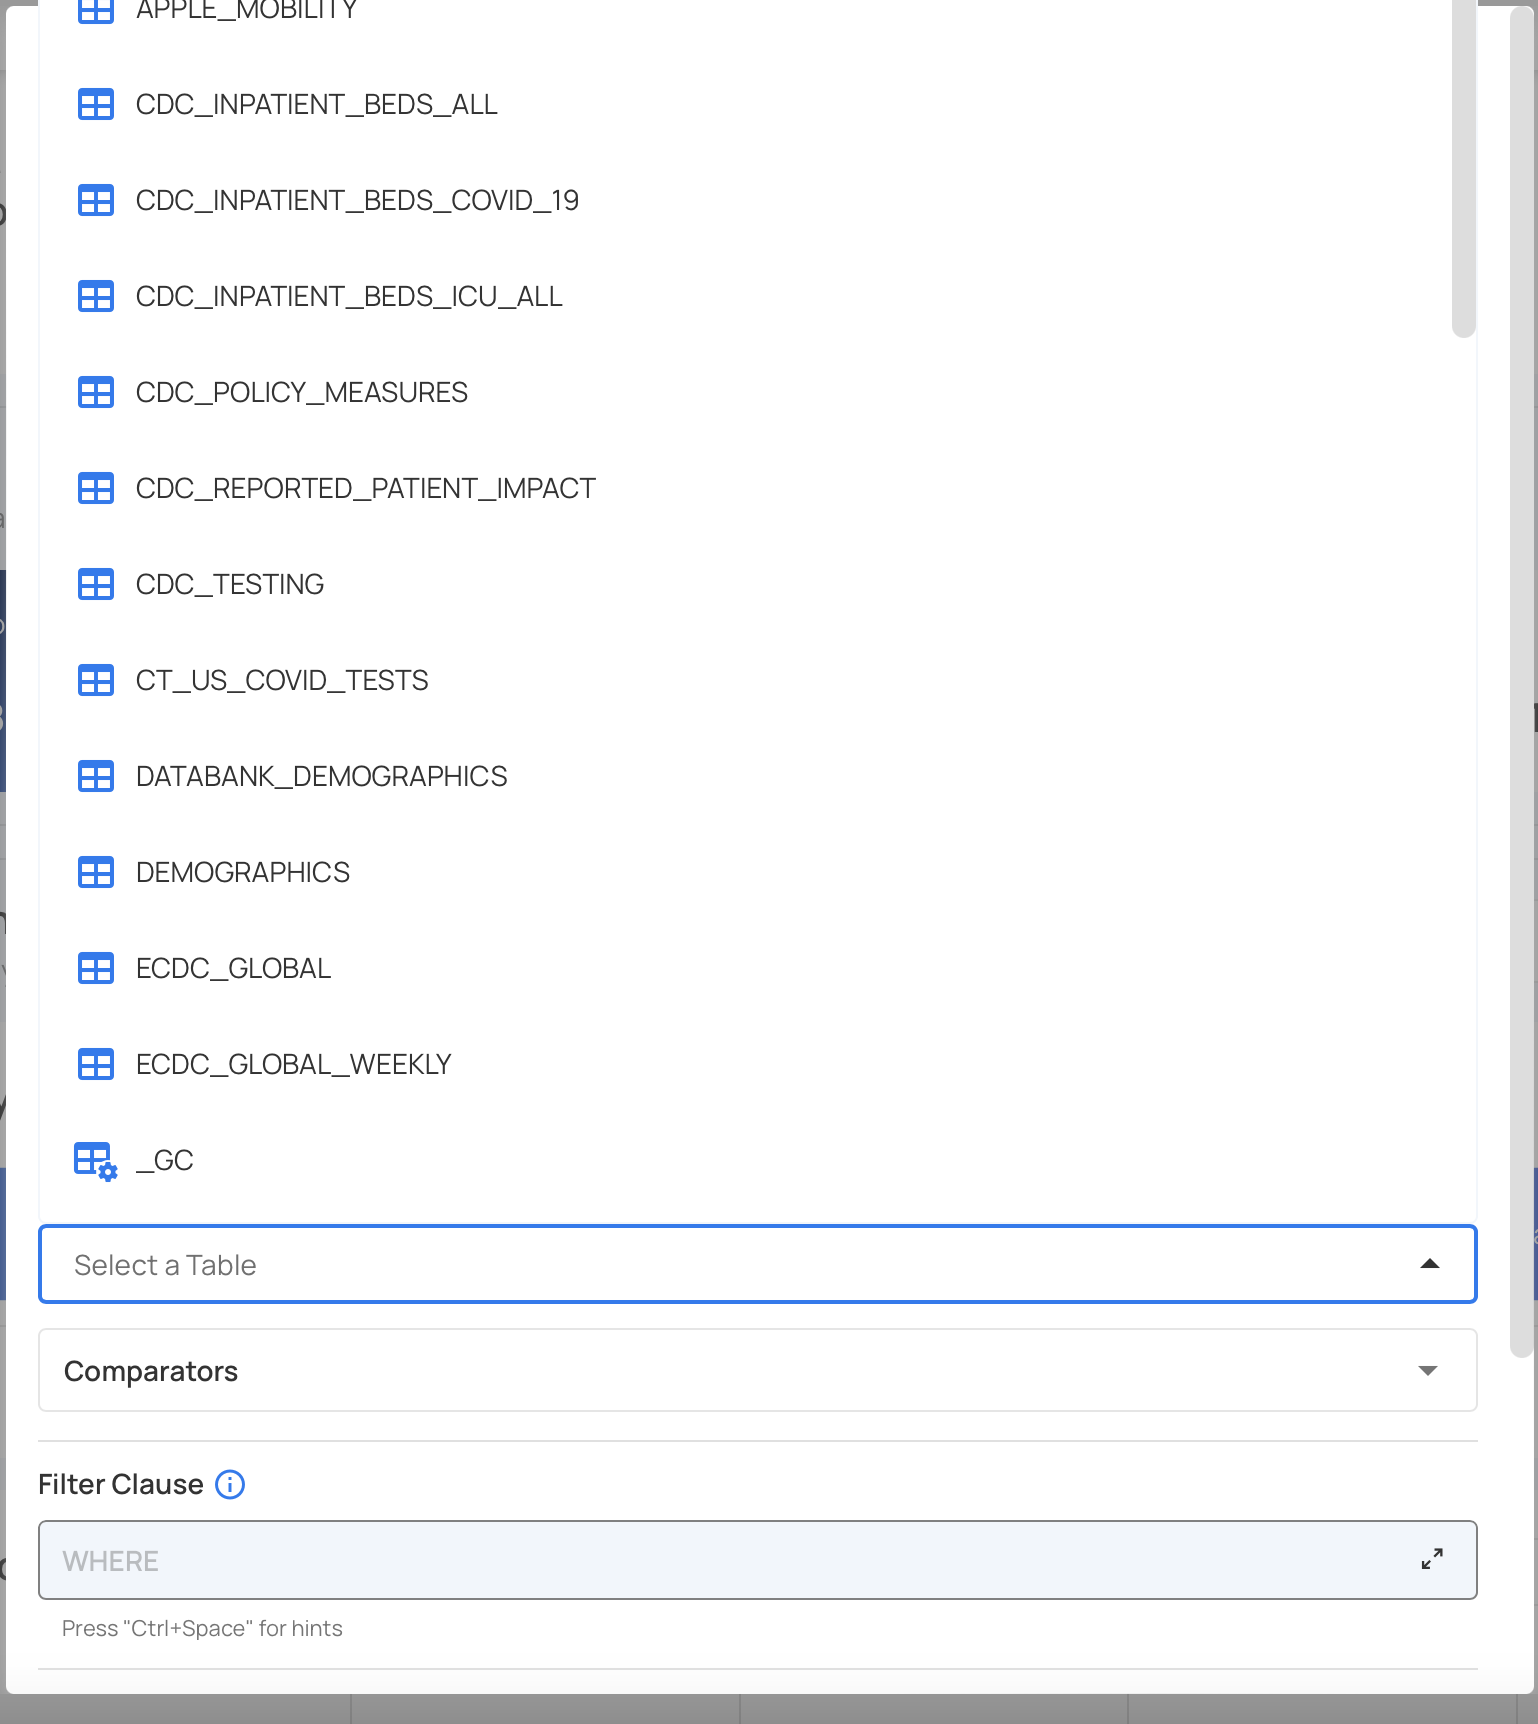 APPLE_MOBILITY
CDC_INPATIENT_BEDS_ALL
CDC_INPATIENT_BEDS_COVID_19
CDC_INPATIENT_BEDS_ICU_ALL
CDC_POLICY_MEASURES
CDC_REPORTED_PATIENT_IMPACT
CDC_TESTING
CT_US_COVID_TESTS
DATABANK_DEMOGRAPHICS
DEMOGRAPHICS
ECDC_GLOBAL
ECDC_GLOBAL_WEEKLY
_GC
Select a Table
Comparators
Filter Clause
WHERE
Press "Ctrl+Space" for hints